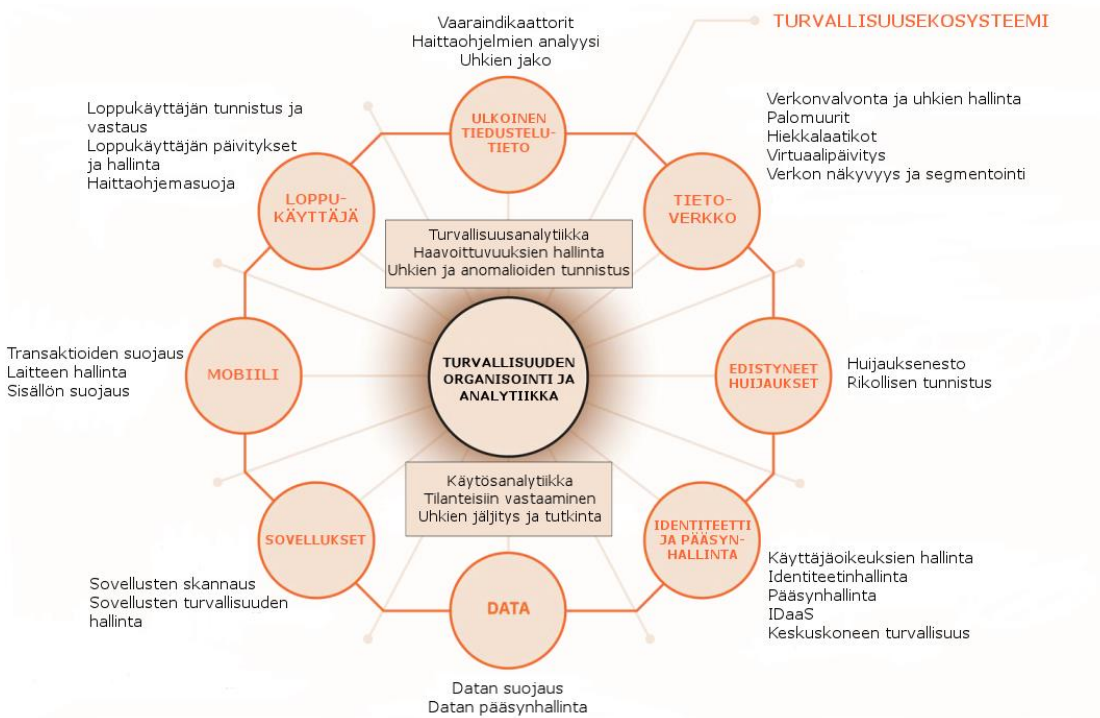 Vaaraindikaattorit
Haittaohjelmien analyysi
Uhkien jako
TURVALLISUUSEKOSYSTEEMI
ULKOINEN
TIEDUSTELU-
TIETO
Loppukäyttäjän tunnistus ja
vastaus
Loppukäyttäjän päivitykset
ja hallinta
Haittaohjemasuoja
LOPPU-
KÄYTTÄJÄ
Verkonvalvonta ja uhkien hallinta
Palomuurit
Hiekkalaatikot
Virtuaalipäivitys
Verkon näkyvyys ja segmentointi
TIETO-
VERKKO
Turvallisuusanalytiikka
Haavoittuvuuksien hallinta
Uhkien ja anomalioiden tunnistus
Transaktioiden suojaus
Laitteen hallinta
Sisällön suojaus
MOBIILI
TURVALLISUUDEN
ORGANISOINTI JA
ANALYTIIKKA
EDISTYNEET
HUIJAUKSET
Huijauksenesto
Rikollisen tunnistus
Käytösanalytiikka
Tilanteisiin vastaaminen
Uhkien jäljitys ja tutkinta
SOVELLUKSET
Sovellusten skannaus
Sovellusten turvallisuuden
hallinta
IDENTITEETTI
JA PÄÄSYN-
HALLINTA
Käyttäjäoikeuksien hallinta
Identiteetinhallinta
Pääsynhallinta
IDaaS
Keskuskoneen turvallisuus
DATA
Datan suojaus
Datan pääsynhallinta